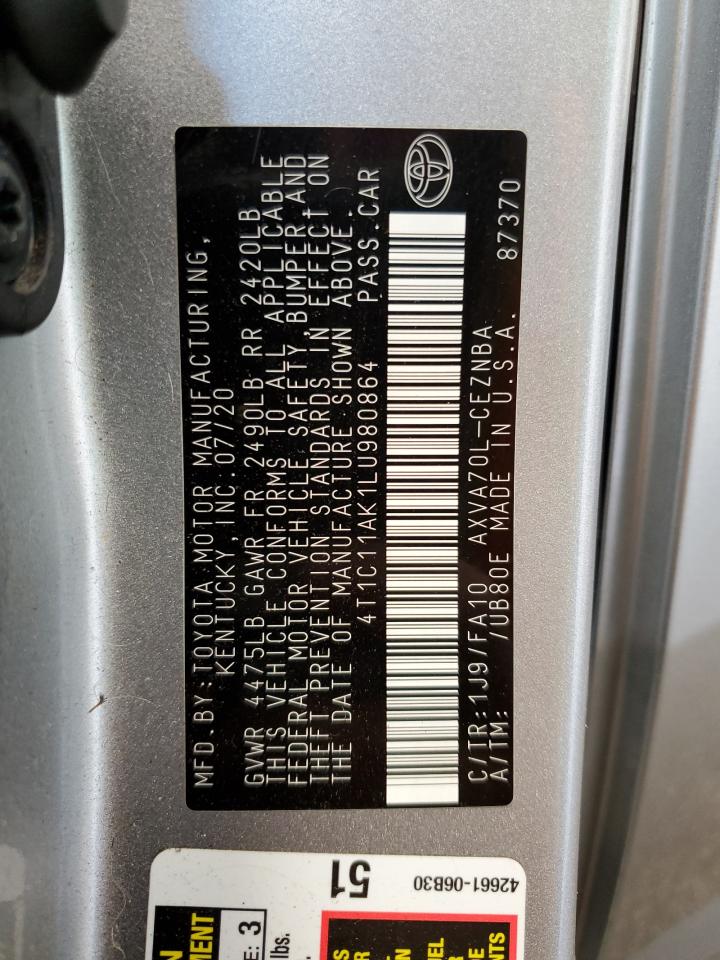 MFD.BY:TOYOTA MOTOR MANUFACTURING,
KENTUCKY,INC.07/20
GVWR 4475LB GAWR FR 2490LB RR 2420LB
THIS VEHICLE CONFORMS TO ALL APPLICABLE
FEDERAL MOTOR VEHICLE SAFETY,BUMPER,AND
THEFT PREVENTION STANDARDS IN EFFECT ON
THE DATE OF MANUFACTURE SHOWN ABOVE.
4T1C11AK1LU980864 PASS.CAR
C/TR:1J9/FA10 AXVA70L-CEZNBA
A/TM: /UB80E MADE IN U.S.A. 87370
51
42661-06B30
3
lbs.